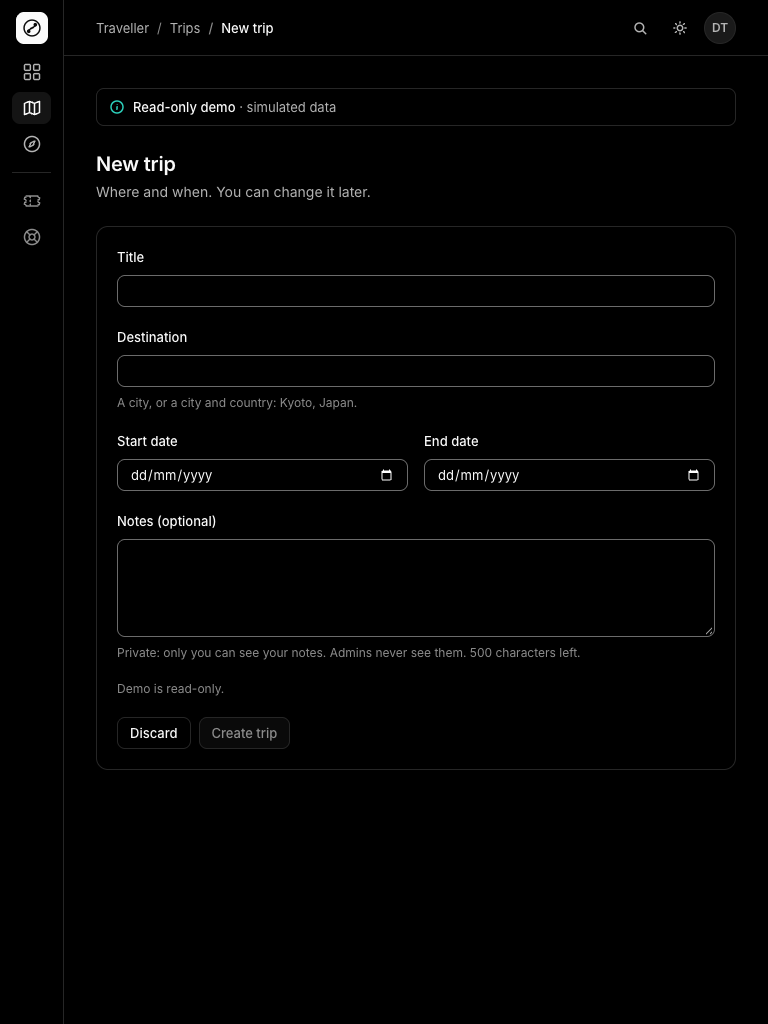 Traveller / Trips / New trip
DT
Read-only demo · simulated data
New trip
Where and when. You can change it later.
Title
Destination
A city, or a city and country: Kyoto, Japan.
Start date
End date
dd/mm/yyyy
dd/mm/yyyy
Notes (optional)
Private: only you can see your notes. Admins never see them. 500 characters left.
Demo is read-only.
Discard
Create trip